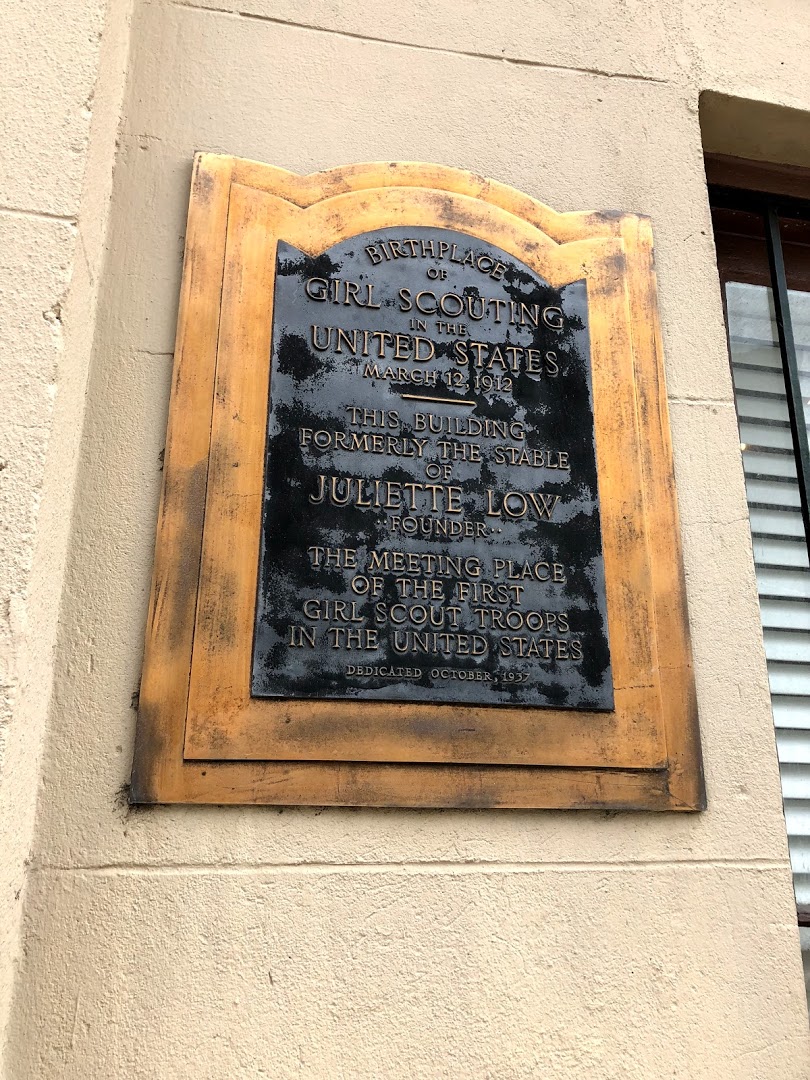 BIRTHPLACE
OF
GIRL SCOUTING
IN THE
UNITED STATES
MARCH 12, 1912
THIS BUILDING
FORMERLY THE STABLE
OF
JULIETTE LOW
··FOUNDER··
THE MEETING PLACE
OF THE FIRST
GIRL SCOUT TROOPS
IN THE UNITED STATES
DEDICATED OCTOBER, 1937